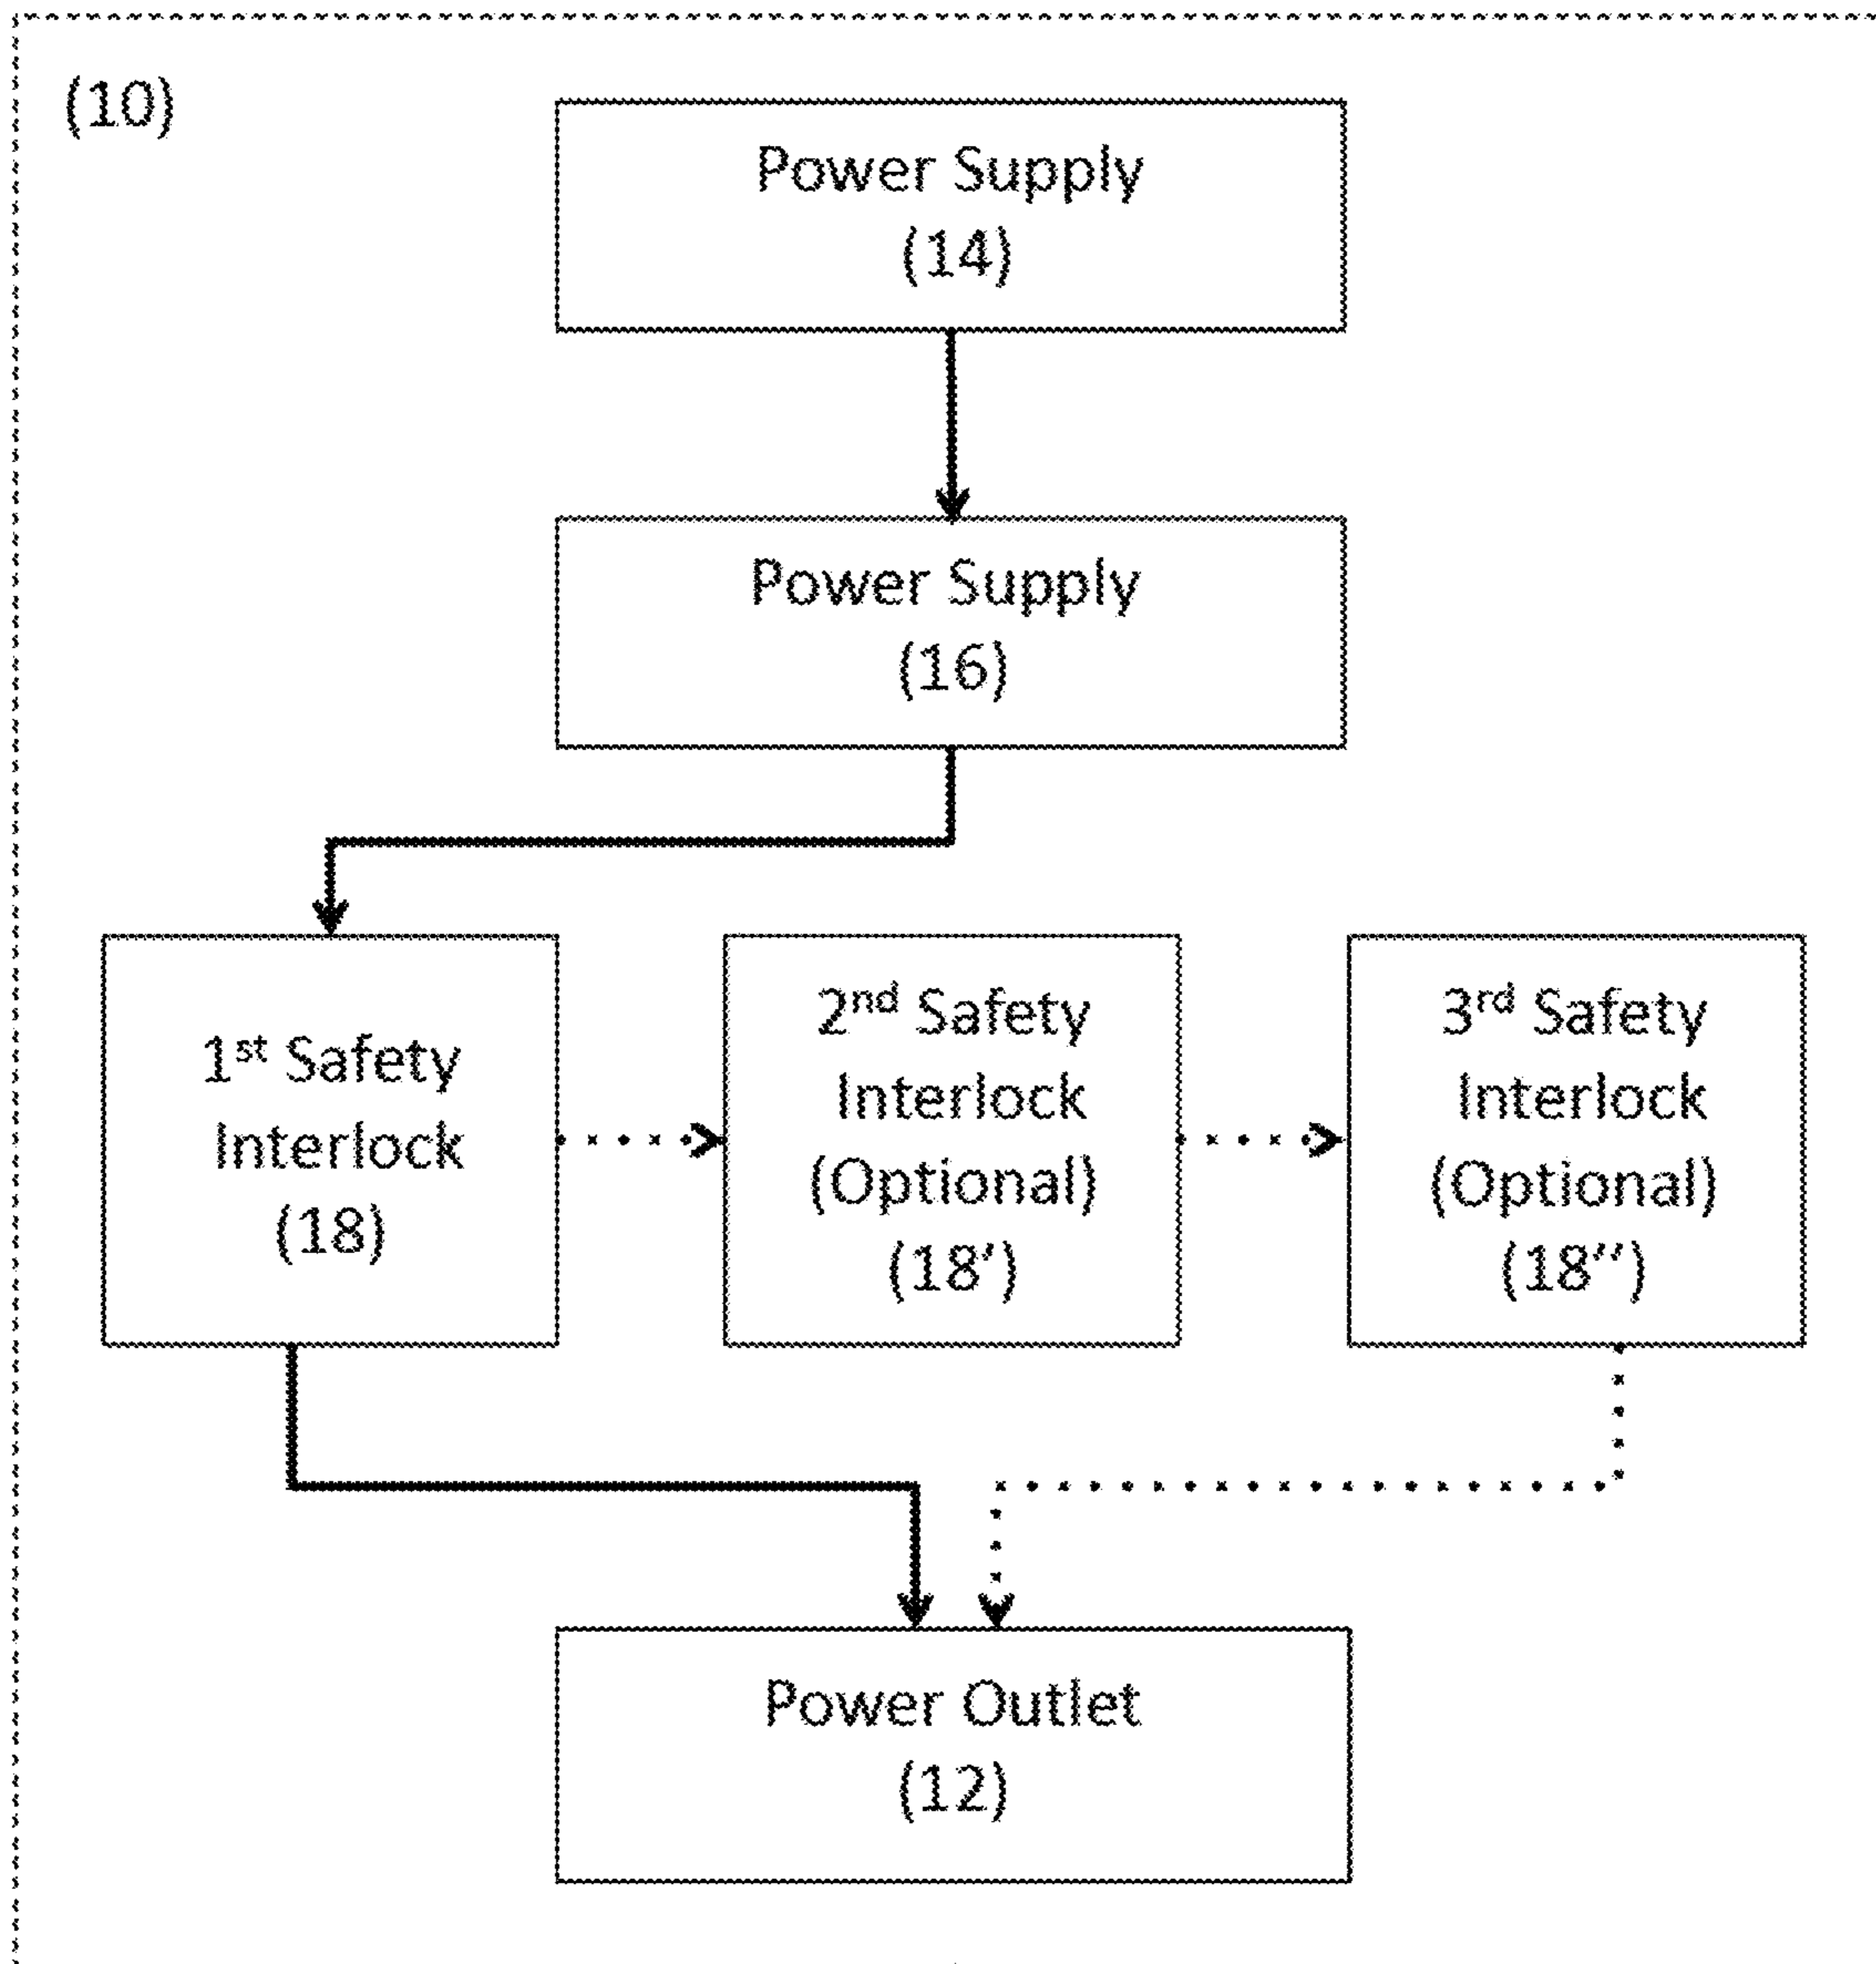 (10)
Power Supply
(14)
Power Supply
(16)
1st Safety
Interlock
(18)
2nd Safety
Interlock
(Optional)
(18')
3rd Safety
Interlock
(Optional)
(18'')
Power Outlet
(12)